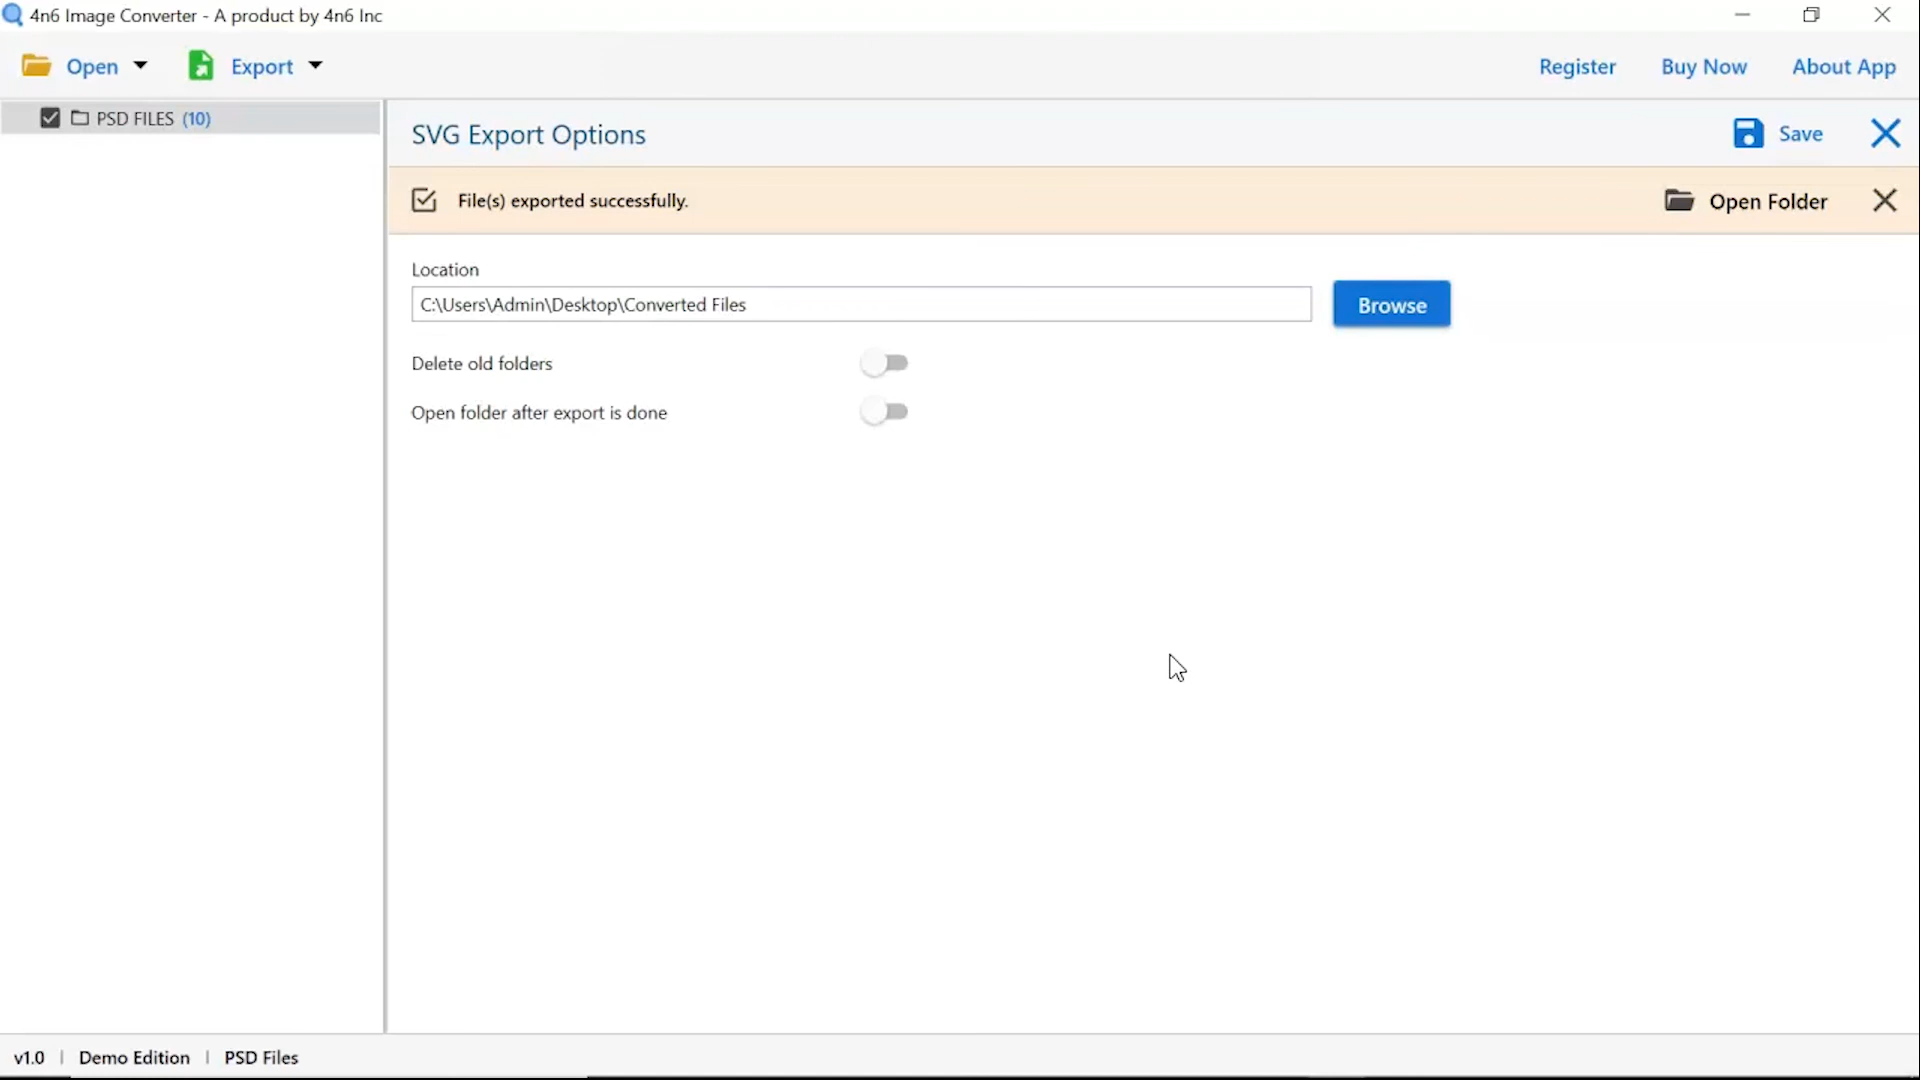 4n6 Image Converter - A product by 4n6 Inc
Open Export Register Buy Now About App
PSD FILES (10)
SVG Export Options Save
File(s) exported successfully. Open Folder
Location
C:\Users\Admin\Desktop\Converted Files Browse
Delete old folders
Open folder after export is done
v1.0 | Demo Edition | PSD Files